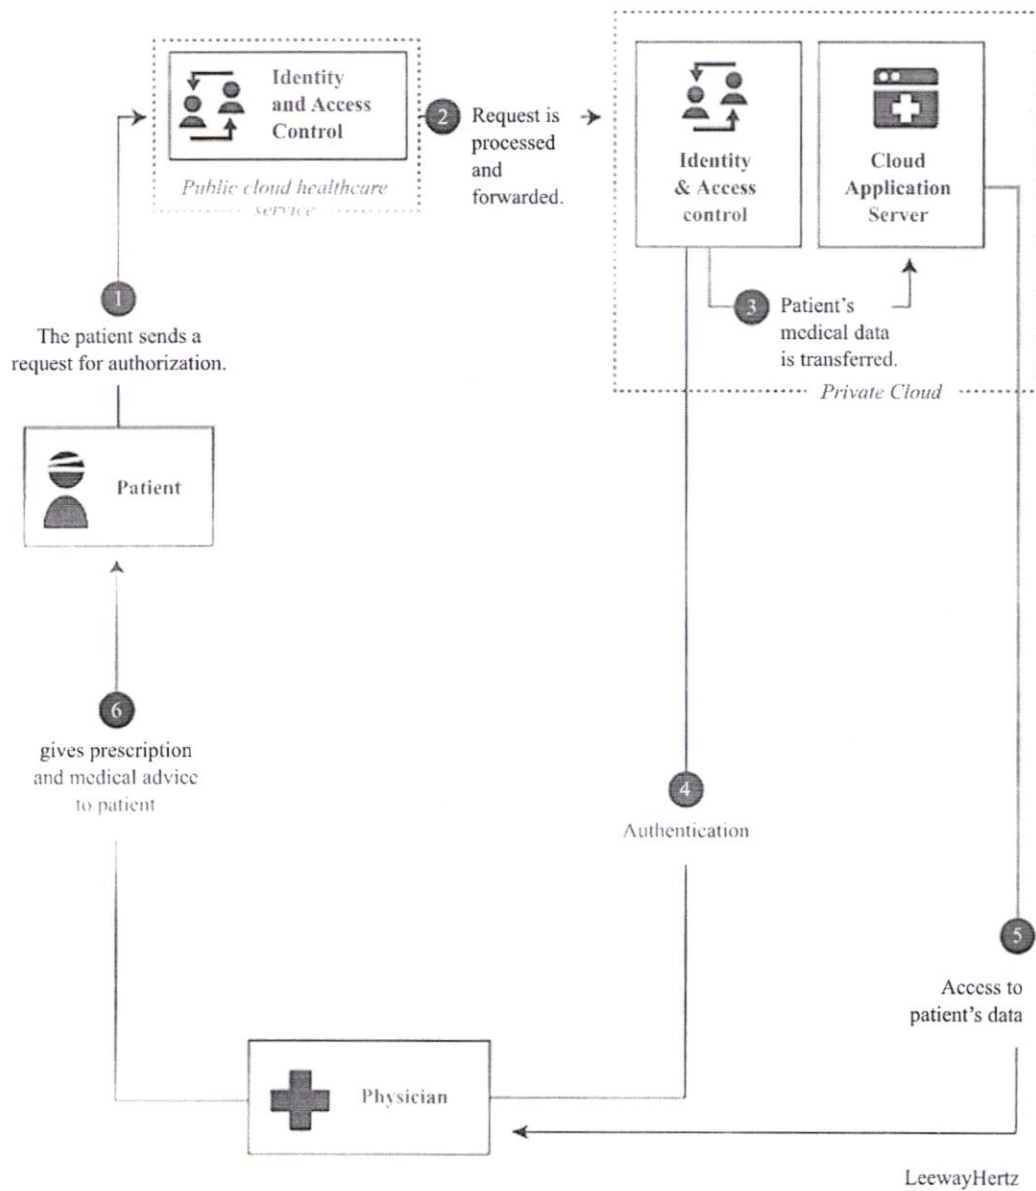 Identity
and Access
Control
Public cloud healthcare
service
2
Request is
processed
and
forwarded.
Identity
& Access
control
Cloud
Application
Server
1
The patient sends a
request for authorization.
3
Patient's
medical data
is transferred.
Private Cloud
Patient
6
gives prescription
and medical advice
to patient
4
Authentication
5
Access to
patient's data
Physician
LeewayHertz